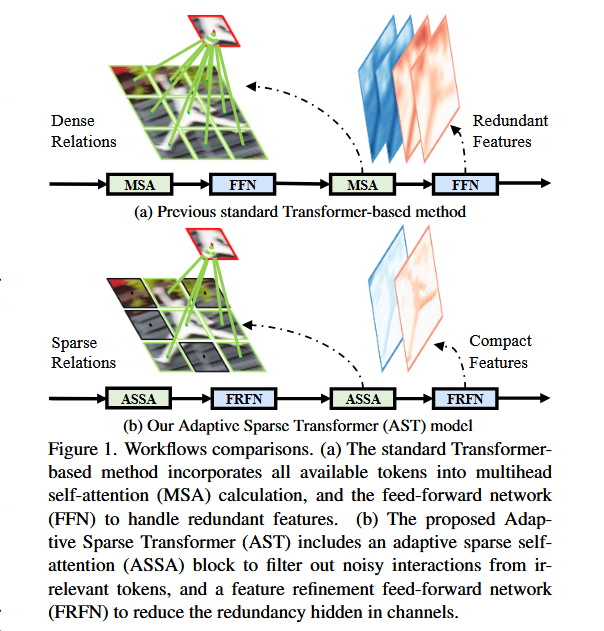 Dense
Relations
Redundant
Features
MSA
FFN
MSA
FFN
(a) Previous standard Transformer-based method
Sparse
Relations
Compact
Features
ASSA
FRFN
ASSA
FRFN
(b) Our Adaptive Sparse Transformer (AST) model
Figure 1. Workflows comparisons. (a) The standard Transformer-
based method incorporates all available tokens into multihead
self-attention (MSA) calculation, and the feed-forward network
(FFN) to handle redundant features. (b) The proposed Adap-
tive Sparse Transformer (AST) includes an adaptive sparse self-
attention (ASSA) block to filter out noisy interactions from ir-
relevant tokens, and a feature refinement feed-forward network
(FRFN) to reduce the redundancy hidden in channels.